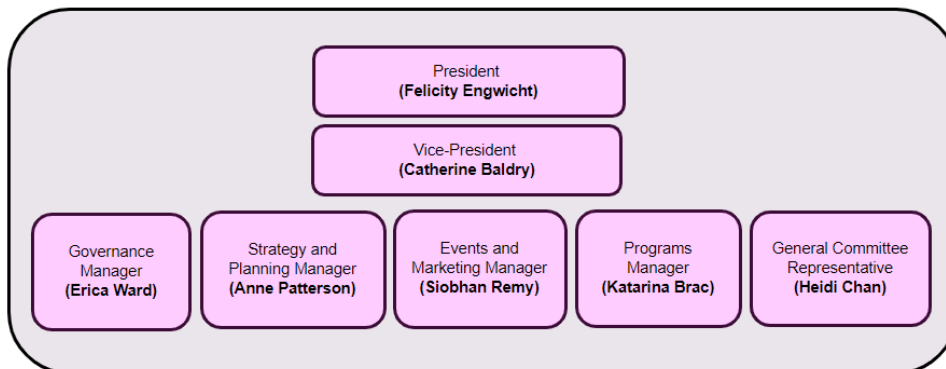 President
(Felicity Engwicht)
Vice-President
(Catherine Baldry)
Governance
Manager
(Erica Ward)
Strategy and
Planning Manager
(Anne Patterson)
Events and
Marketing Manager
(Siobhan Remy)
Programs
Manager
(Katarina Brac)
General Committee
Representative
(Heidi Chan)